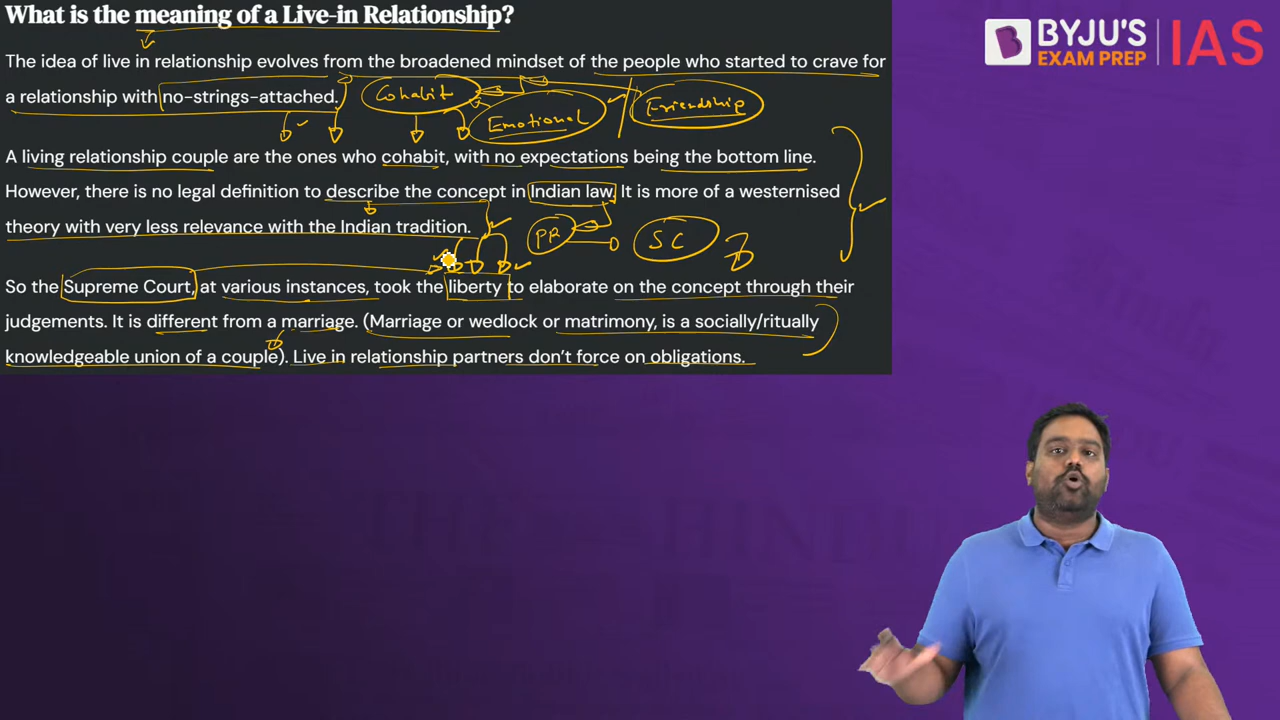 What is the meaning of a Live-in Relationship?
BYJU'S
EXAM PREP
IAS
The idea of live in relationship evolves from the broadened mindset of the people who started to crave for
a relationship with no-strings-attached.
Cohabit
Emotional
Friendship
A living relationship couple are the ones who cohabit, with no expectations being the bottom line.
However, there is no legal definition to describe the concept in Indian law. It is more of a westernised
theory with very less relevance with the Indian tradition.
PR
SC
So the Supreme Court, at various instances, took the liberty to elaborate on the concept through their
judgements. It is different from a marriage. (Marriage or wedlock or matrimony, is a socially/ritually
knowledgeable union of a couple). Live in relationship partners don't force on obligations.
HINDU